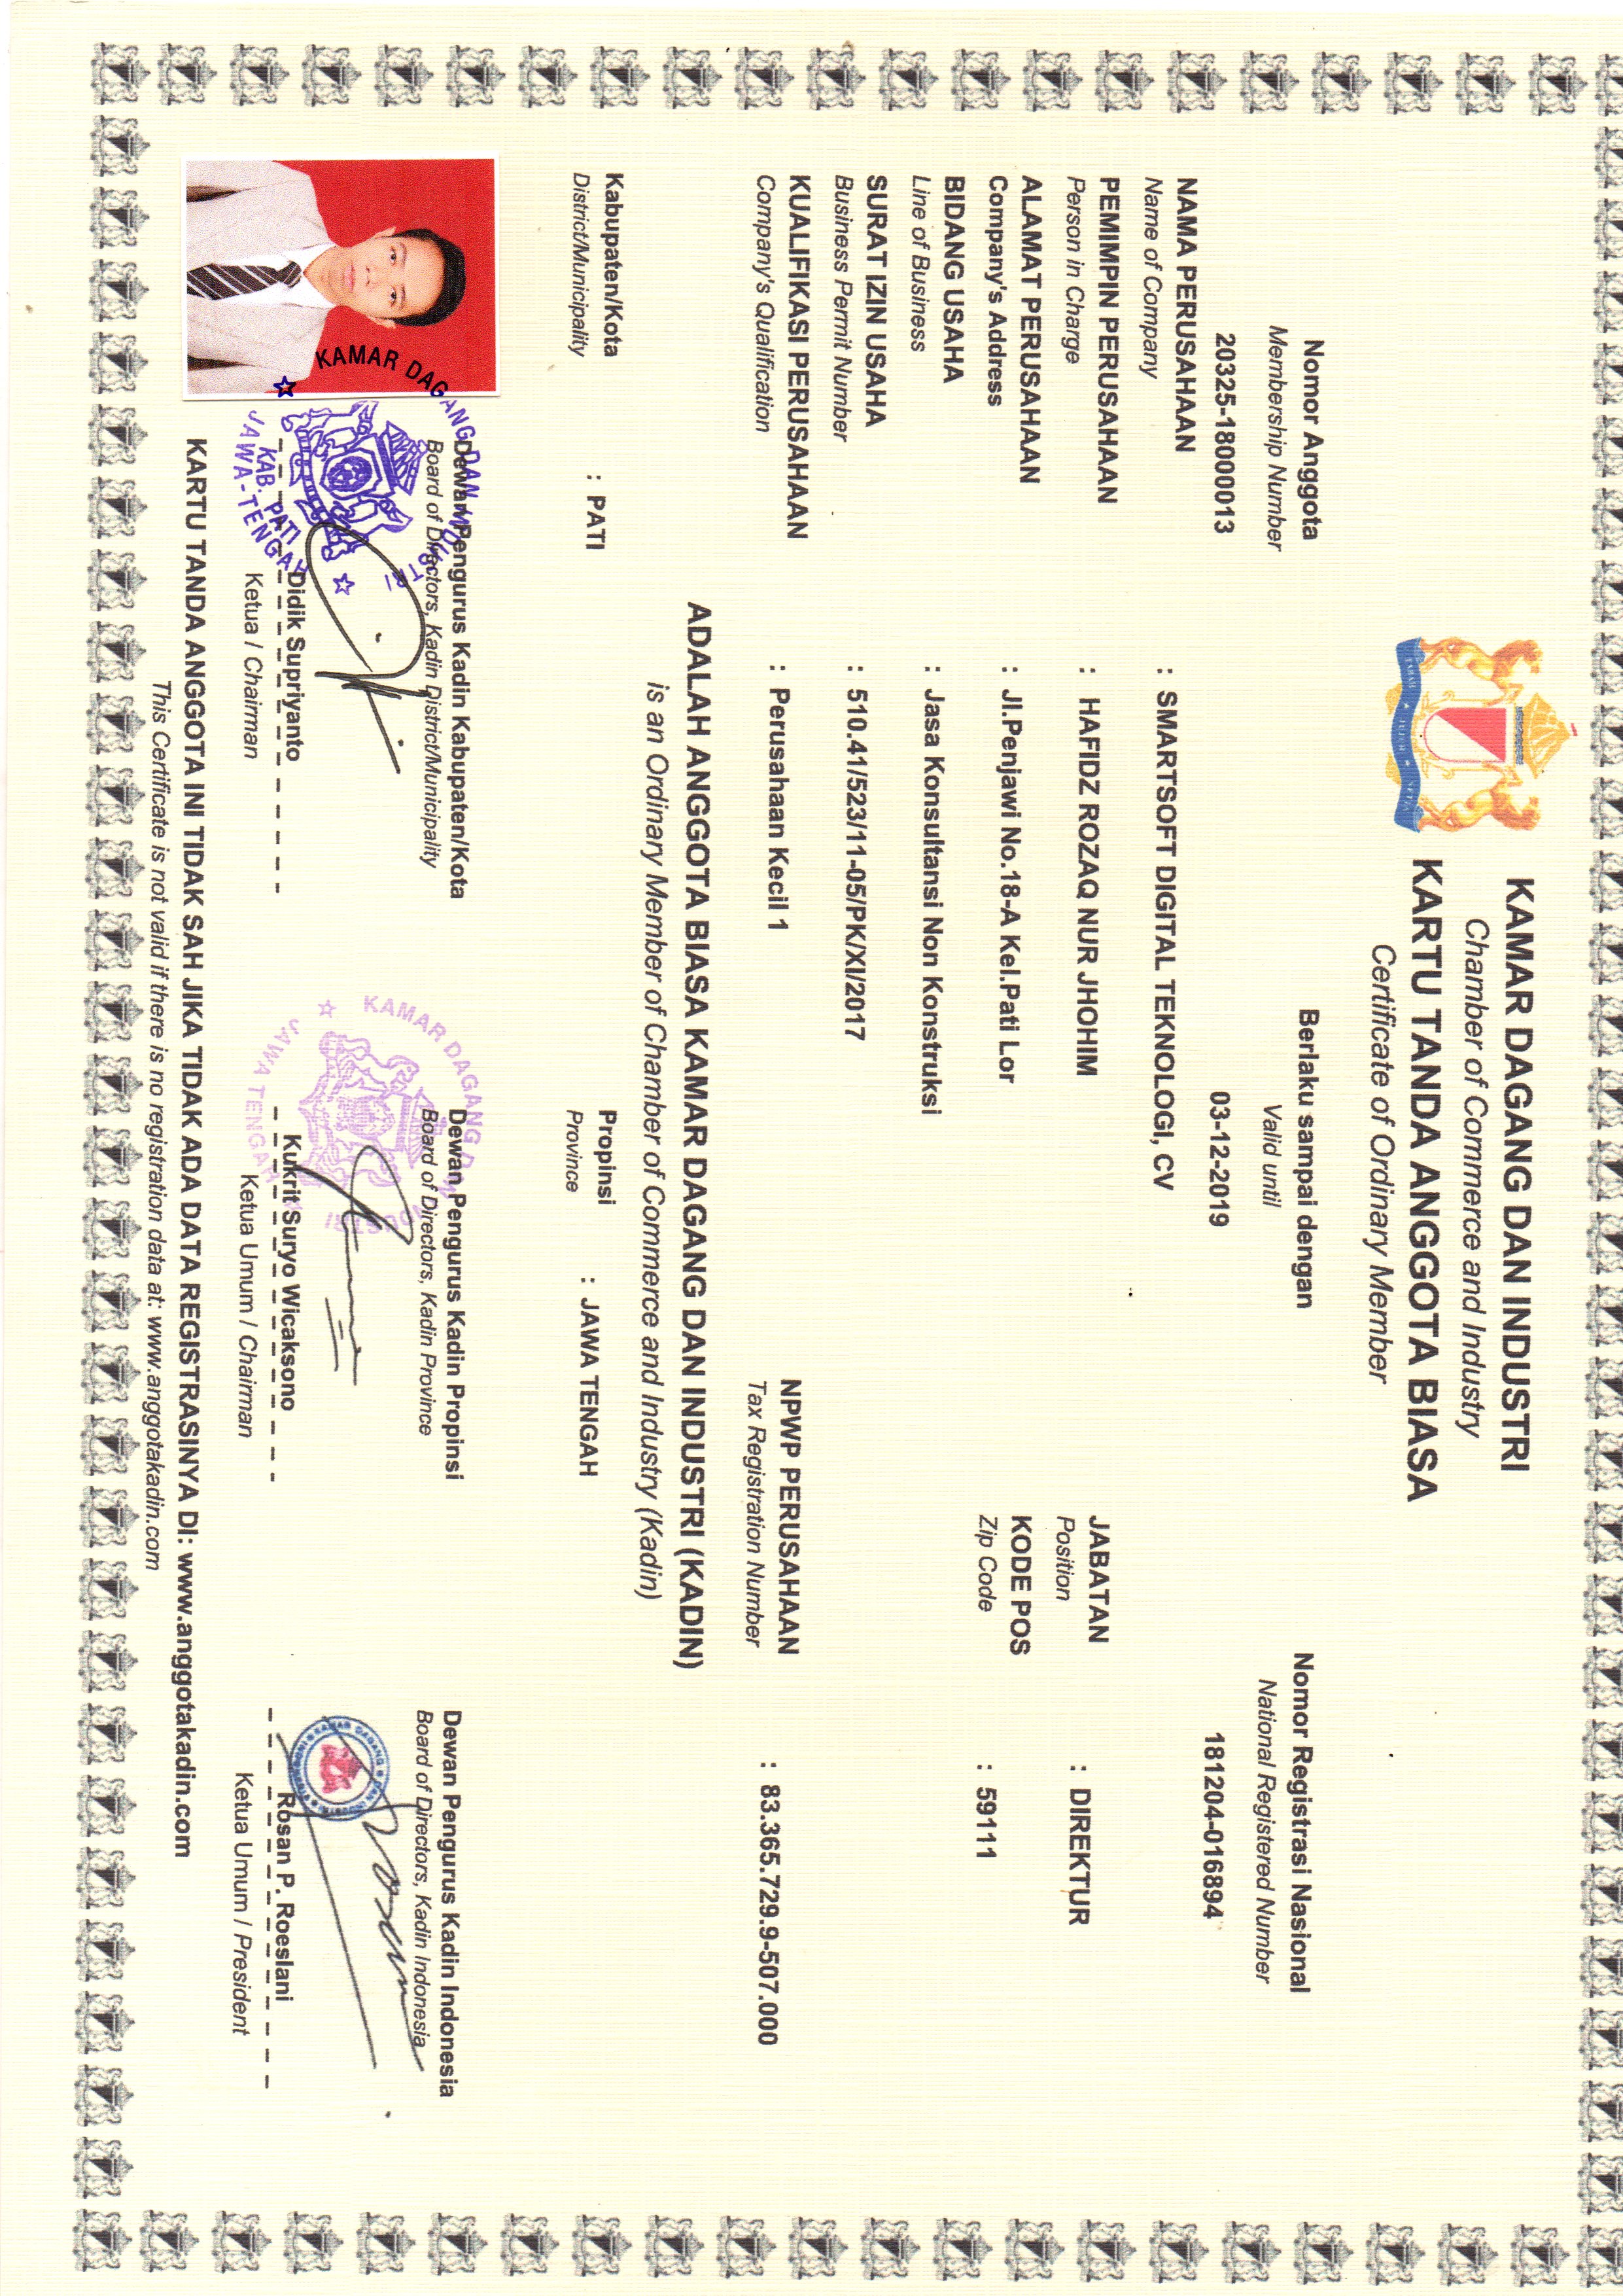 KAMAR DAGANG DAN INDUSTRI
Chamber of Commerce and Industry
KARTU TANDA ANGGOTA BIASA
Certificate of Ordinary Member
Nomor Anggota
Membership Number
20325-18000013
Berlaku sampai dengan
Valid until
03-12-2019
Nomor Registrasi Nasional
National Registered Number
181204-016894
NAMA PERUSAHAAN : SMARTSOFT DIGITAL TEKNOLOGI, CV
Name of Company
PEMIMPIN PERUSAHAAN : HAFIDZ ROZAQ NUR JHOHIM JABATAN : DIREKTUR
Person in Charge Position
ALAMAT PERUSAHAAN : Jl.Penjawi No.18-A Kel.Pati Lor KODE POS : 59111
Company's Address Zip Code
BIDANG USAHA : Jasa Konsultansi Non Konstruksi
Line of Business
SURAT IZIN USAHA : 510.41/523/11-05/PK/XI/2017
Business Permit Number
KUALIFIKASI PERUSAHAAN : Perusahaan Kecil 1 NPWP PERUSAHAAN : 83.365.729.9-507.000
Company's Qualification Tax Registration Number
ADALAH ANGGOTA BIASA KAMAR DAGANG DAN INDUSTRI (KADIN)
is an Ordinary Member of Chamber of Commerce and Industry (Kadin)
Kabupaten/Kota : PATI Propinsi : JAWA TENGAH
District/Municipality Province
Dewan Pengurus Kadin Kabupaten/Kota
Board of Directors, Kadin District/Municipality
KAMAR DAGANG DAN INDUSTRI
KAB. PATI
JAWA-TENGAH
Didik Supriyanto
Ketua / Chairman
Dewan Pengurus Kadin Propinsi
Board of Directors, Kadin Province
KAMAR DAGANG DAN INDUSTRI
JAWA TENGAH
Kukrit Suryo Wicaksono
Ketua Umum / Chairman
Dewan Pengurus Kadin Indonesia
Board of Directors, Kadin Indonesia
KAMAR DAGANG DAN INDUSTRI
Rosan P. Roeslani
Ketua Umum / President
KARTU TANDA ANGGOTA INI TIDAK SAH JIKA TIDAK ADA DATA REGISTRASINYA DI: www.anggotakadin.com
This Certificate is not valid if there is no registration data at: www.anggotakadin.com